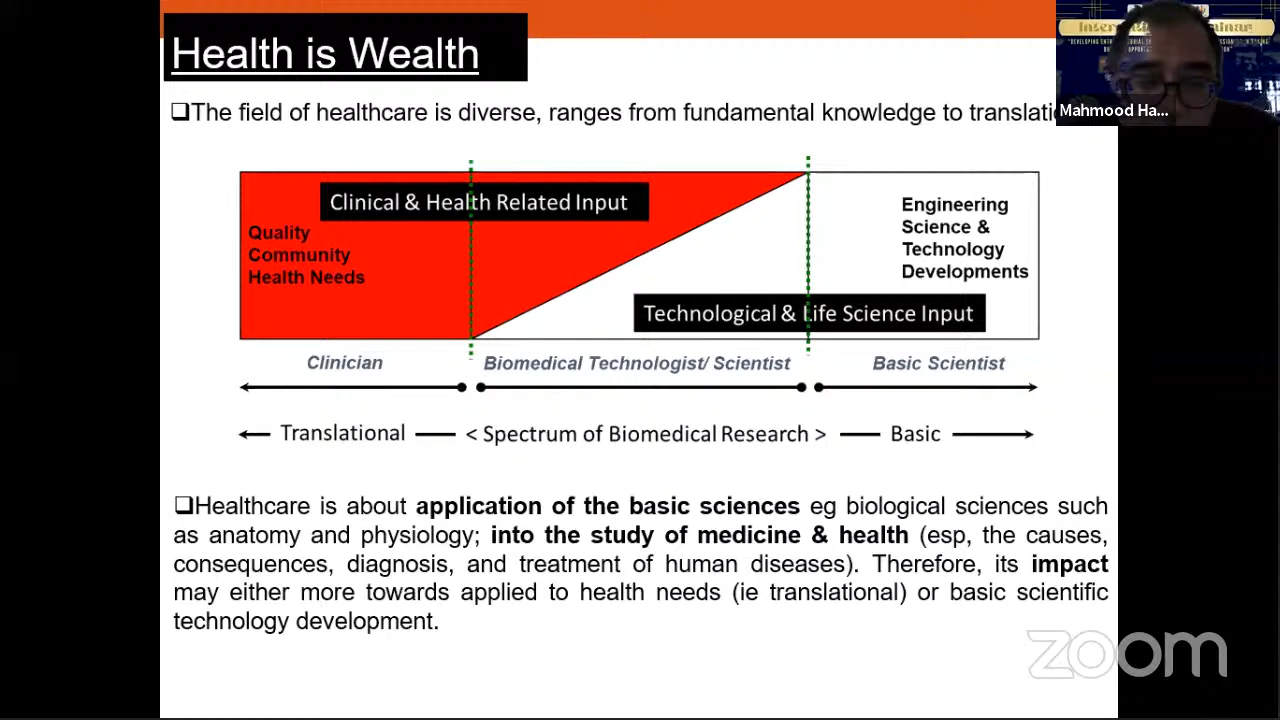 Health is Wealth
❑The field of healthcare is diverse, ranges from fundamental knowledge to
Clinical & Health Related Input
Quality
Community
Health Needs
Engineering
Science &
Technology
Developments
Technological & Life Science Input
Clinician
Biomedical Technologist/ Scientist
Basic Scientist
Translational
< Spectrum of Biomedical Research >
Basic
❑Healthcare is about application of the basic sciences eg biological sciences such
as anatomy and physiology; into the study of medicine & health (esp, the causes,
consequences, diagnosis, and treatment of human diseases). Therefore, its impact
may either more towards applied to health needs (ie translational) or basic scientific
technology development.
Mahmood Ha...
zoom